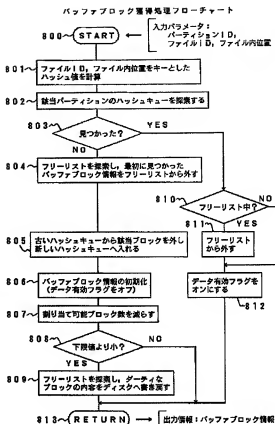 バッファブロック獲得処理フローチャート
800 START
入力パラメータ：
パーティションID,
ファイルID, ファイル内位置
801
ファイルID, ファイル内位置をキーとした
ハッシュ値を計算
802
該当パーティションのハッシュキューを探索する
803
見つかった？
YES
NO
804
フリーリストを探索し, 最初に見つかった
バッファブロック情報をフリーリストから外す
810
フリーリスト中？
NO
YES
811
フリーリスト
から外す
805
古いハッシュキューから該当ブロックを外し
新しいハッシュキューへ入れる
806
バッファブロック情報の初期化
(データ有効フラグをオフ)
データ有効フラグを
オンにする
812
807
割り当て可能ブロック数を減らす
808
下限値より小？
NO
YES
809
フリーリストを探索し, ダーティな
ブロックの内容をディスクへ書き戻す
813 RETURN
出力情報：バッファブロック情報